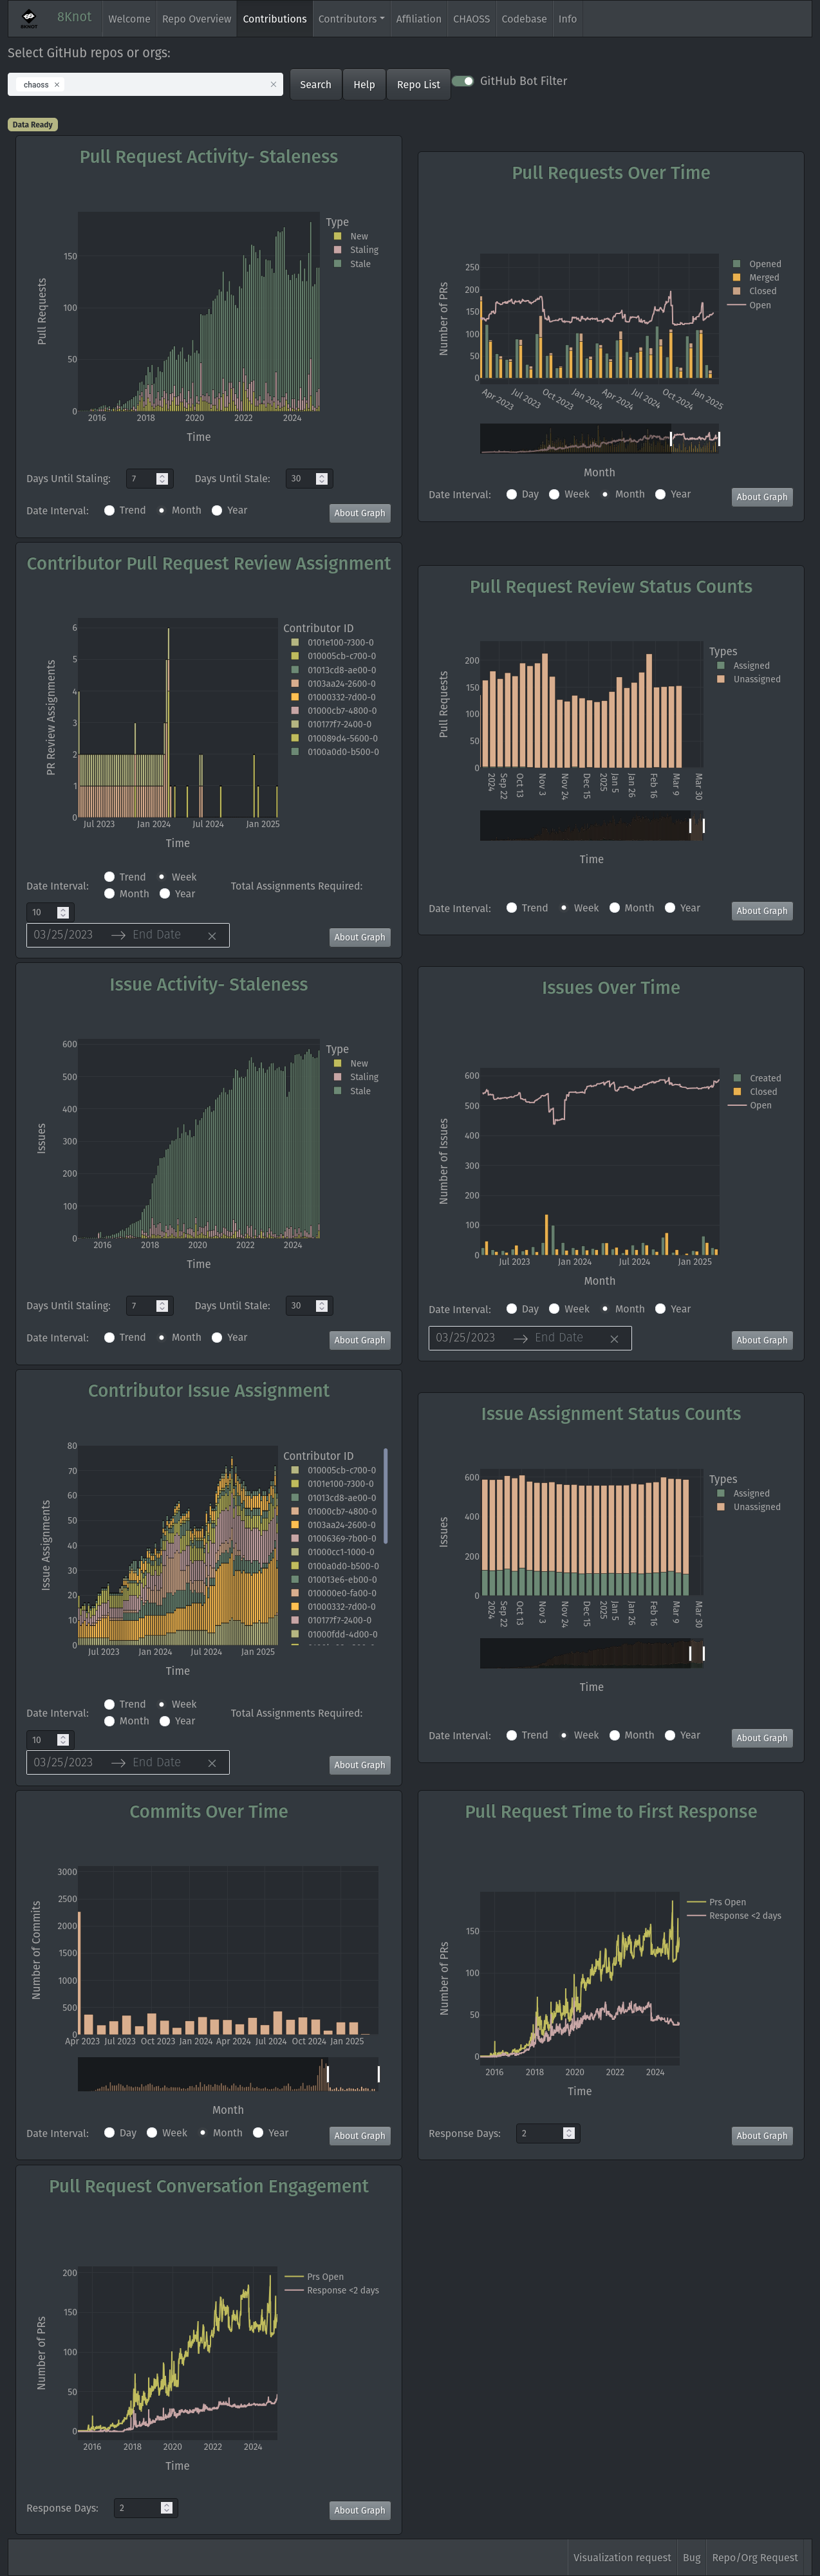 8Knot
Welcome
Repo Overview
Contributions
Contributors
Affiliation
CHAOSS
Codebase
Info
Select GitHub repos or orgs:
chaoss ×
×
Search
Help
Repo List
GitHub Bot Filter
Data Ready
Pull Request Activity- Staleness
Type
New
Staling
Stale
Pull Requests
150
100
50
0
2016 2018 2020 2022 2024
Time
Days Until Staling: 7 Days Until Stale: 30
Date Interval: Trend Month Year
About Graph
Pull Requests Over Time
Opened
Merged
Closed
Open
Number of PRs
250
200
150
100
50
0
Apr 2023 Jul 2023 Oct 2023 Jan 2024 Apr 2024 Jul 2024 Oct 2024 Jan 2025
Month
Date Interval: Day Week Month Year
About Graph
Contributor Pull Request Review Assignment
Contributor ID
0101e100-7300-0
010005cb-c700-0
01013cd8-ae00-0
0103aa24-2600-0
01000332-7d00-0
01000cb7-4800-0
010177f7-2400-0
010089d4-5600-0
0100a0d0-b500-0
PR Review Assignments
6
5
4
3
2
1
0
Jul 2023 Jan 2024 Jul 2024 Jan 2025
Time
Date Interval: Trend Week
Month Year
Total Assignments Required:
10
03/25/2023 → End Date ×
About Graph
Pull Request Review Status Counts
Types
Assigned
Unassigned
Pull Requests
200
150
100
50
0
2024 Sep 22 Oct 13 Nov 3 Nov 24 Dec 15 2025 Jan 5 Jan 26 Feb 16 Mar 9 Mar 30
Time
Date Interval: Trend Week Month Year
About Graph
Issue Activity- Staleness
Type
New
Staling
Stale
Issues
600
500
400
300
200
100
0
2016 2018 2020 2022 2024
Time
Days Until Staling: 7 Days Until Stale: 30
Date Interval: Trend Month Year
About Graph
Issues Over Time
Created
Closed
Open
Number of Issues
600
500
400
300
200
100
0
Jul 2023 Jan 2024 Jul 2024 Jan 2025
Month
Date Interval: Day Week Month Year
03/25/2023 → End Date ×
About Graph
Contributor Issue Assignment
Contributor ID
010005cb-c700-0
0101e100-7300-0
01013cd8-ae00-0
01000cb7-4800-0
0103aa24-2600-0
01006369-7b00-0
01000cc1-1000-0
0100a0d0-b500-0
010013e6-eb00-0
010000e0-fa00-0
01000332-7d00-0
010177f7-2400-0
01000fdd-4d00-0
Issue Assignments
80
70
60
50
40
30
20
10
0
Jul 2023 Jan 2024 Jul 2024 Jan 2025
Time
Date Interval: Trend Week
Month Year
Total Assignments Required:
10
03/25/2023 → End Date ×
About Graph
Issue Assignment Status Counts
Types
Assigned
Unassigned
Issues
600
400
200
0
2024 Sep 22 Oct 13 Nov 3 Nov 24 Dec 15 2025 Jan 5 Jan 26 Feb 16 Mar 9 Mar 30
Time
Date Interval: Trend Week Month Year
About Graph
Commits Over Time
Number of Commits
3000
2500
2000
1500
1000
500
0
Apr 2023 Jul 2023 Oct 2023 Jan 2024 Apr 2024 Jul 2024 Oct 2024 Jan 2025
Month
Date Interval: Day Week Month Year
About Graph
Pull Request Time to First Response
Prs Open
Response <2 days
Number of PRs
150
100
50
0
2016 2018 2020 2022 2024
Time
Response Days: 2
About Graph
Pull Request Conversation Engagement
Prs Open
Response <2 days
Number of PRs
200
150
100
50
0
2016 2018 2020 2022 2024
Time
Response Days: 2
About Graph
Visualization request
Bug
Repo/Org Request